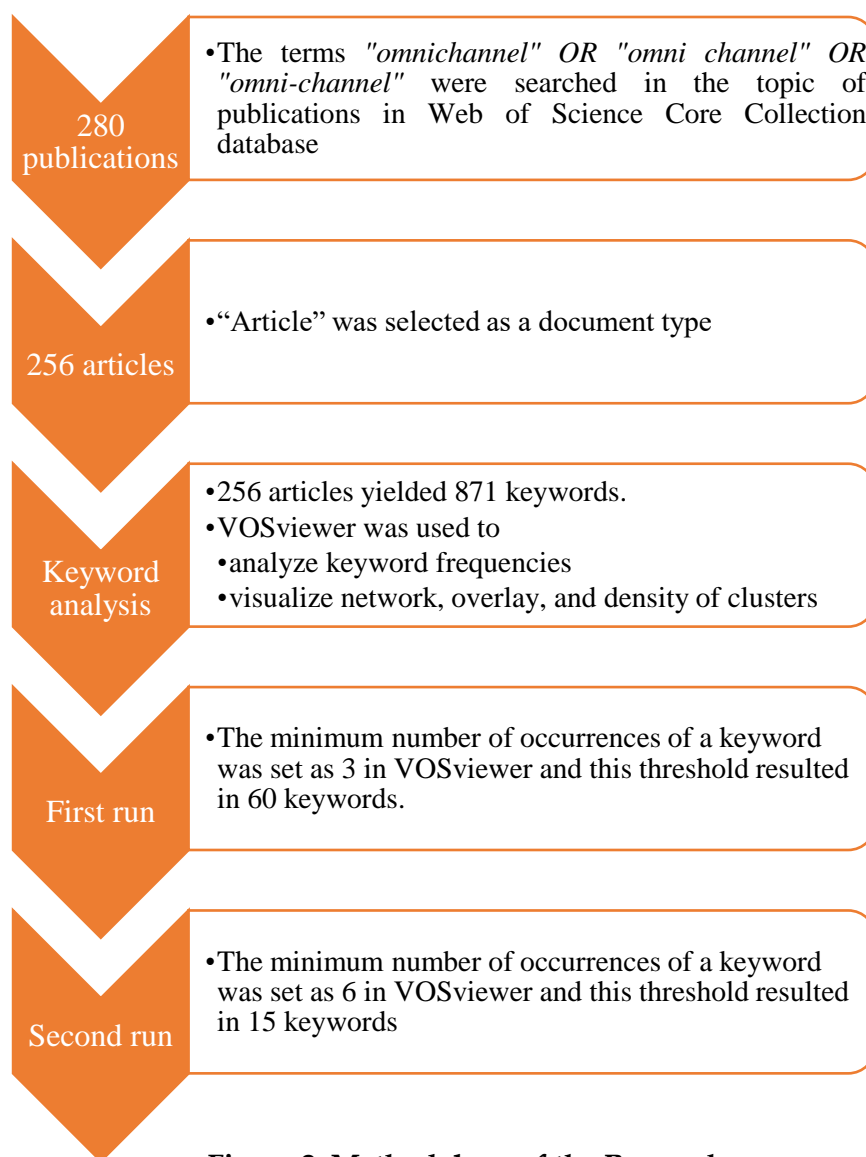 280
publications
•The terms "omnichannel" OR "omni channel" OR
"omni-channel" were searched in the topic of
publications in Web of Science Core Collection
database
256 articles
•“Article” was selected as a document type
Keyword
analysis
•256 articles yielded 871 keywords.
•VOSviewer was used to
•analyze keyword frequencies
•visualize network, overlay, and density of clusters
First run
•The minimum number of occurrences of a keyword
was set as 3 in VOSviewer and this threshold resulted
in 60 keywords.
Second run
•The minimum number of occurrences of a keyword
was set as 6 in VOSviewer and this threshold resulted
in 15 keywords